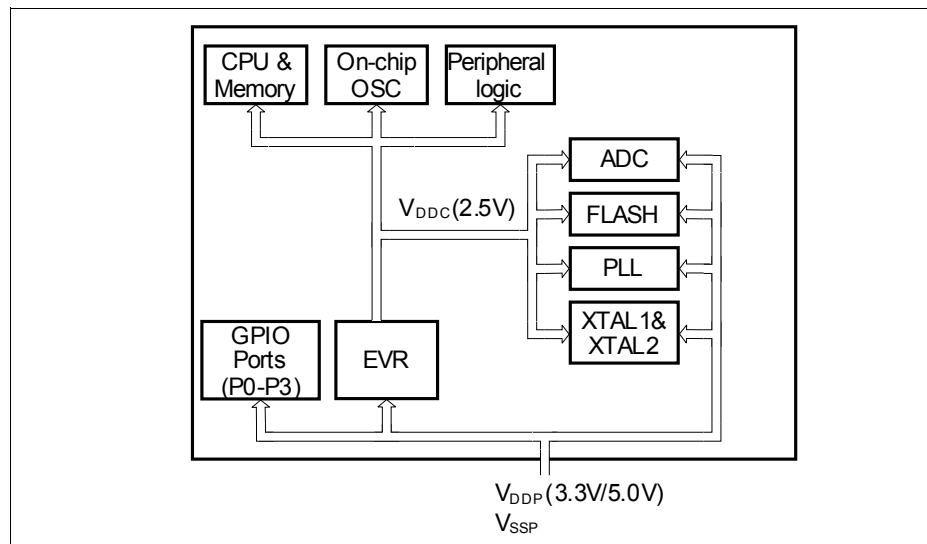 CPU &
Memory
On-chip
OSC
Peripheral
logic
ADC
V_DDC (2.5V)
FLASH
PLL
XTAL1&
XTAL2
GPIO
Ports
(P0-P3)
EVR
V_DDP (3.3V/5.0V)
V_SSP